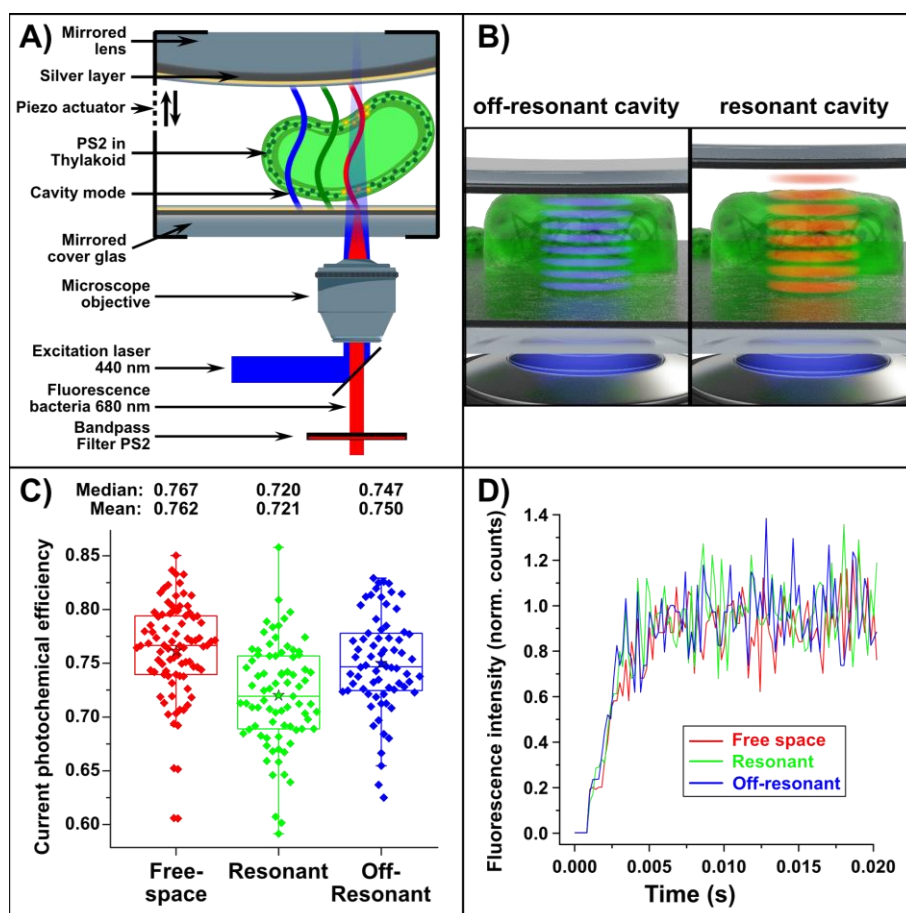 A)
Mirrored
lens
Silver layer
Piezo actuator
PS2 in
Thylakoid
Cavity mode
Mirrored
cover glas
Microscope
objective
Excitation laser
440 nm
Fluorescence
bacteria 680 nm
Bandpass
Filter PS2
B)
off-resonant cavity
resonant cavity
C)
Median: 0.767 0.720 0.747
Mean: 0.762 0.721 0.750
Current photochemical efficiency
0.85
0.80
0.75
0.70
0.65
0.60
Free-
space
Resonant
Off-
Resonant
D)
Fluorescence intensity (norm. counts)
1.4
1.2
1.0
0.8
0.6
0.4
0.2
0.0
Free space
Resonant
Off-resonant
0.000 0.005 0.010 0.015 0.020
Time (s)